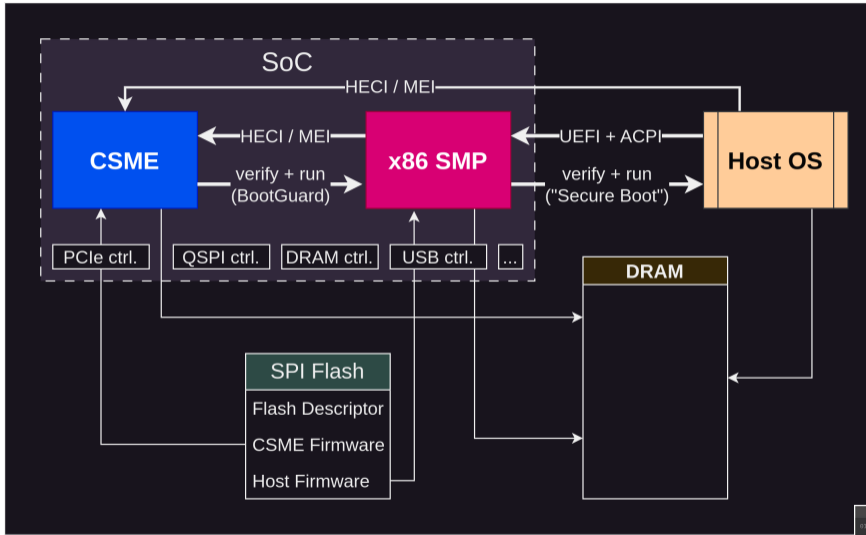 SoC
HECI / MEI
CSME
HECI / MEI
verify + run
(BootGuard)
x86 SMP
UEFI + ACPI
verify + run
("Secure Boot")
Host OS
PCIe ctrl.
QSPI ctrl.
DRAM ctrl.
USB ctrl.
...
DRAM
SPI Flash
Flash Descriptor
CSME Firmware
Host Firmware